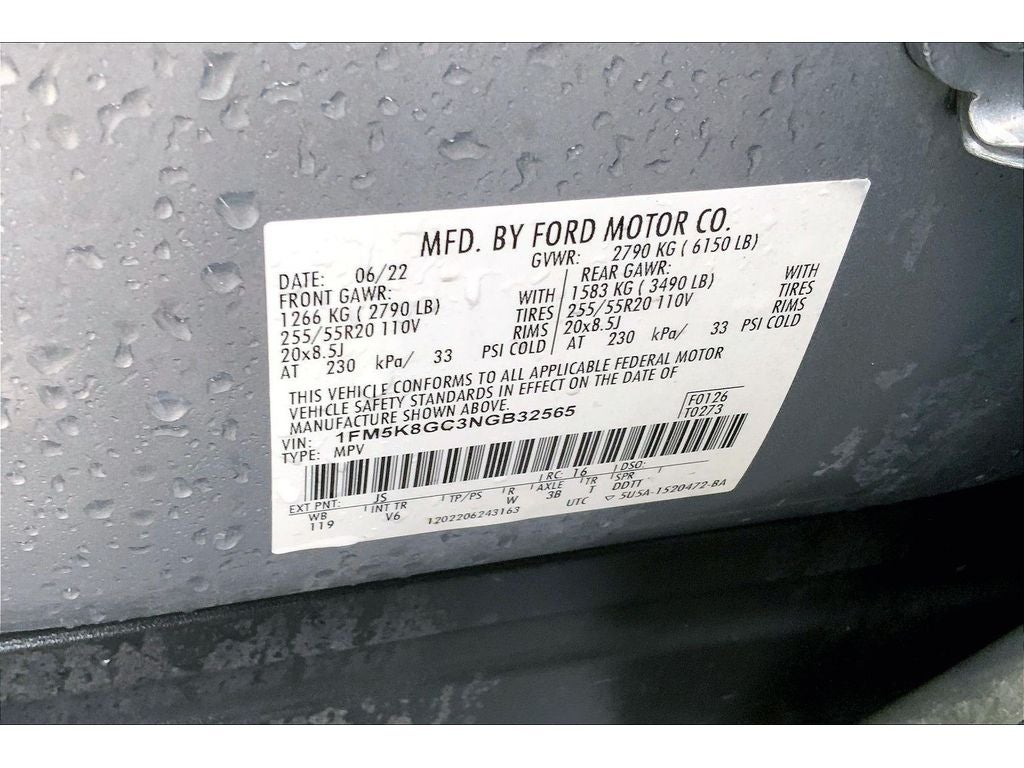 MFD. BY FORD MOTOR CO.
DATE: 06/22 GVWR: 2790 KG ( 6150 LB)
FRONT GAWR: REAR GAWR:
1266 KG ( 2790 LB) WITH 1583 KG ( 3490 LB) WITH
255/55R20 110V TIRES 255/55R20 110V TIRES
20x8.5J RIMS 20x8.5J RIMS
AT 230 kPa/ 33 PSI COLD AT 230 kPa/ 33 PSI COLD
THIS VEHICLE CONFORMS TO ALL APPLICABLE FEDERAL MOTOR
VEHICLE SAFETY STANDARDS IN EFFECT ON THE DATE OF
MANUFACTURE SHOWN ABOVE. F0126
VIN: 1FM5K8GC3NGB32565 T0273
TYPE: MPV
EXT PNT: JS RC: 16 DSO:
WB INT TR TP/PS R AXLE TR SPR
119 V6 W 3B T DDTT
1202206243163 UTC ▽ 5U5A-1520472-BA